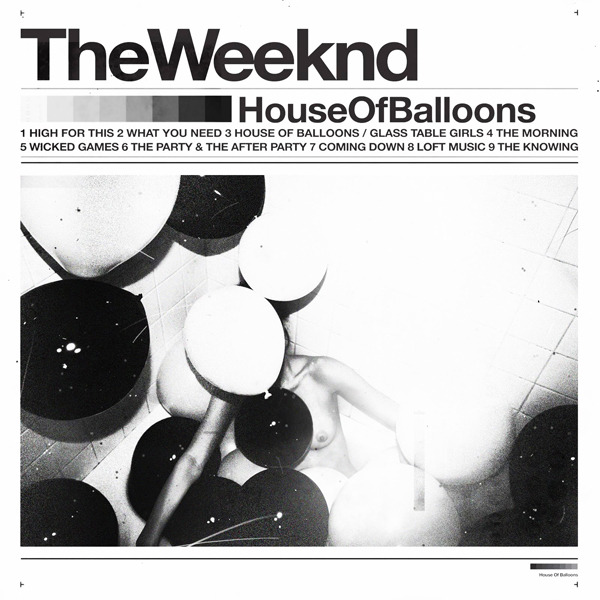 TheWeeknd
HouseOfBalloons
1 HIGH FOR THIS 2 WHAT YOU NEED 3 HOUSE OF BALLOONS / GLASS TABLE GIRLS 4 THE MORNING
5 WICKED GAMES 6 THE PARTY & THE AFTER PARTY 7 COMING DOWN 8 LOFT MUSIC 9 THE KNOWING
House Of Balloons